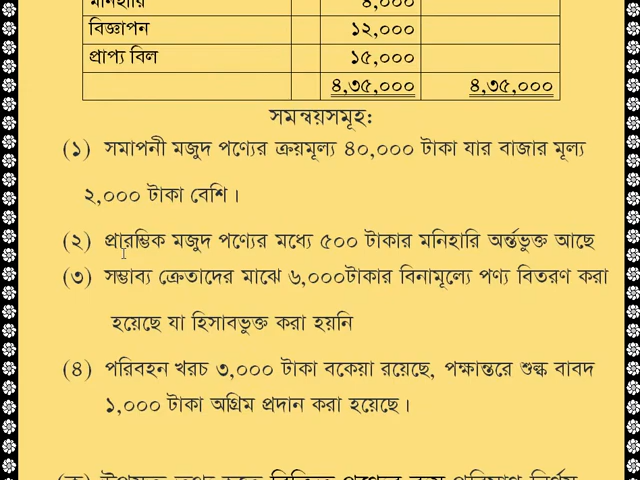 মনিহারি ৪,০০০
বিজ্ঞাপন ১২,০০০
প্রাপ্য বিল ১৫,০০০
৪,৩৫,০০০ ৪,৩৫,০০০
সমন্বয়সমূহ:
(১) সমাপনী মজুদ পণ্যের ক্রয়মূল্য ৪০,০০০ টাকা যার বাজার মূল্য
২,০০০ টাকা বেশি।
(২) প্রারম্ভিক মজুদ পণ্যের মধ্যে ৫০০ টাকার মনিহারি অর্ন্তভুক্ত আছে
(৩) সম্ভাব্য ক্রেতাদের মাঝে ৬,০০০টাকার বিনামূল্যে পণ্য বিতরণ করা
হয়েছে যা হিসাবভুক্ত করা হয়নি
(৪) পরিবহন খরচ ৩,০০০ টাকা বকেয়া রয়েছে, পক্ষান্তরে শুল্ক বাবদ
১,০০০ টাকা অগ্রিম প্রদান করা হয়েছে।